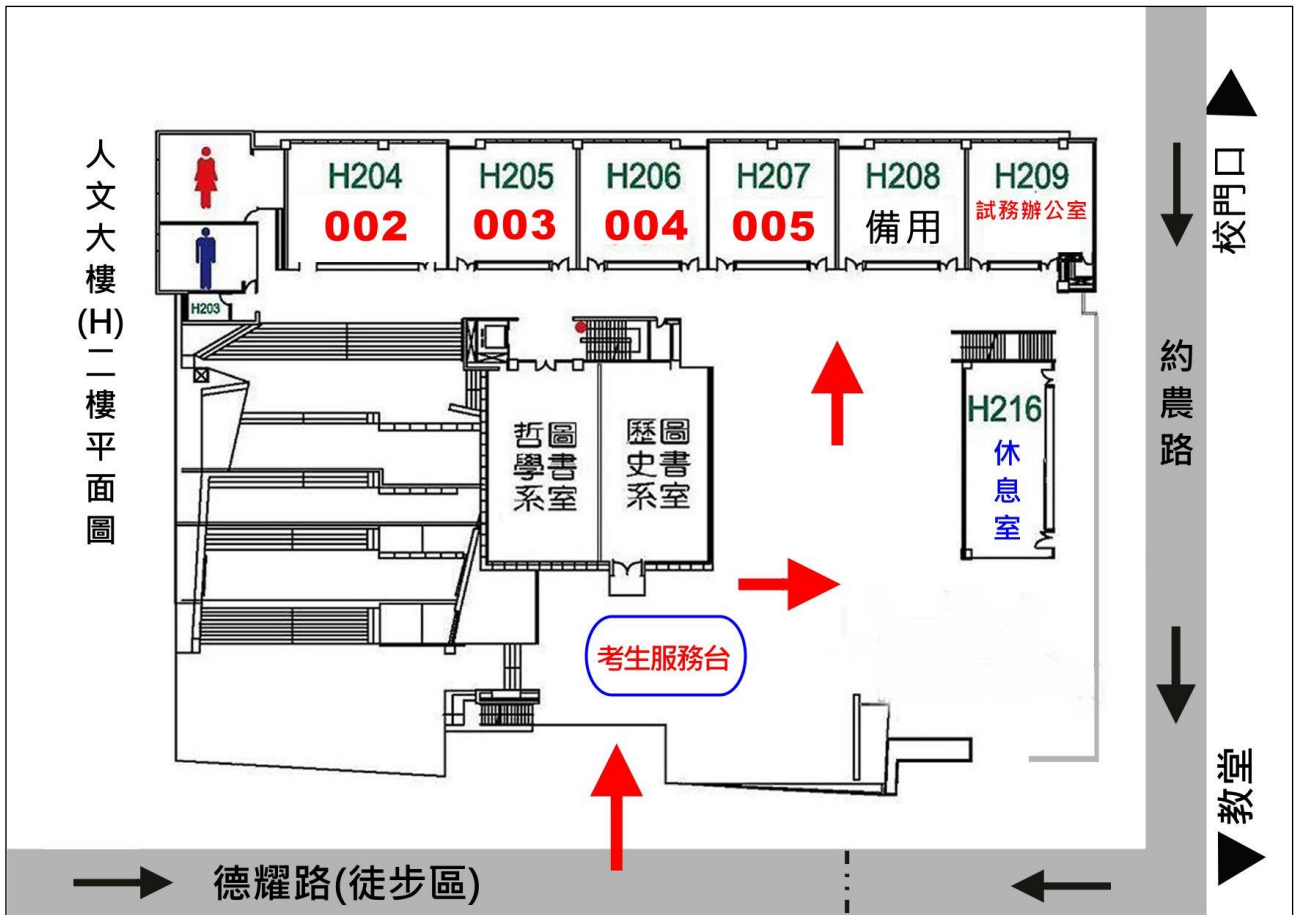 人文大樓(H)二樓平面圖
H204
002
H205
003
H206
004
H207
005
H208
備用
H209
試務辦公室
H203
哲學系
圖書室
歷史系
圖書室
H216
休息室
考生服務台
校門口
約農路
教堂
德耀路(徒步區)